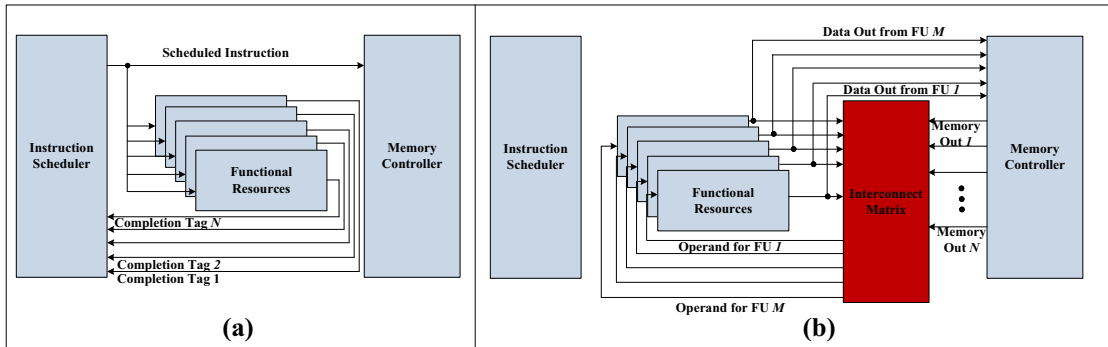 Scheduled Instruction
Instruction
Scheduler
Functional
Resources
Memory
Controller
Completion Tag N
Completion Tag 2
Completion Tag 1
(a)
Data Out from FU M
Data Out from FU 1
Instruction
Scheduler
Functional
Resources
Interconnect
Matrix
Memory
Out 1
Memory
Controller
Memory
Out N
Operand for FU 1
Operand for FU M
(b)